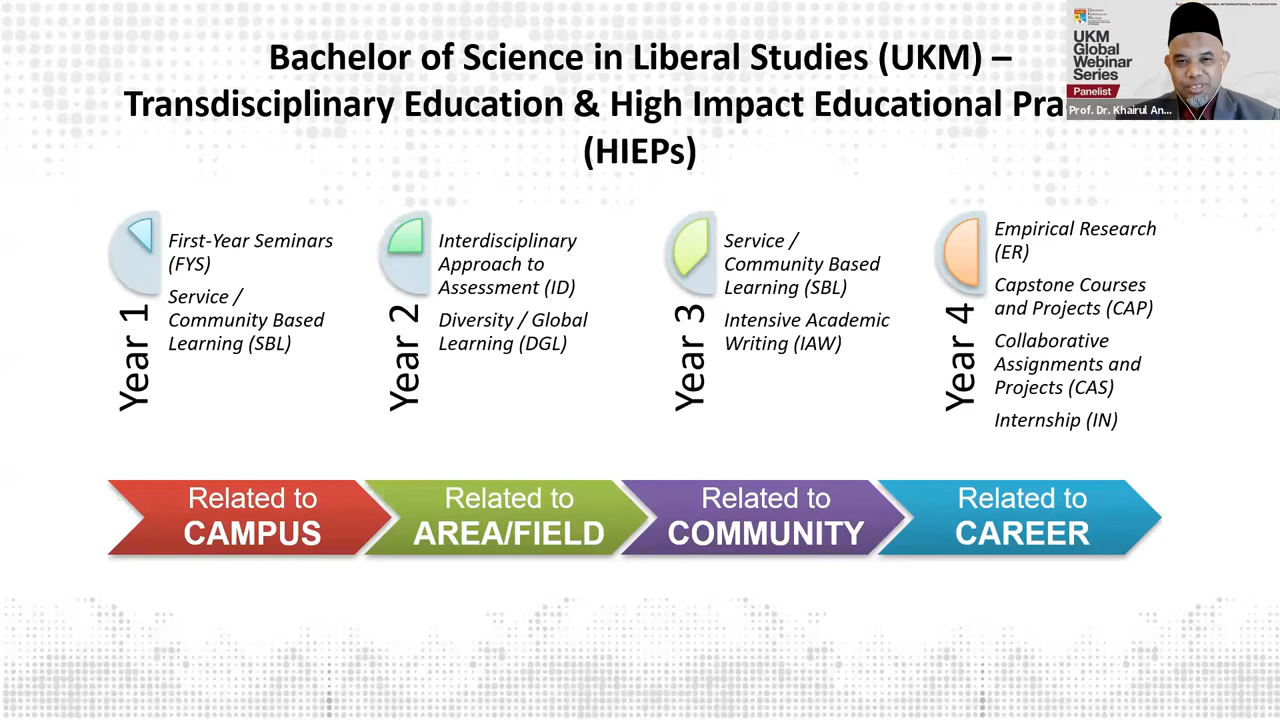 Bachelor of Science in Liberal Studies (UKM) –
Transdisciplinary Education & High Impact Educational Pra
(HIEPs)
UKM
Global
Webinar
Series
Panelist
Prof. Dr. Khairul An...
Year 1
First-Year Seminars
(FYS)
Service /
Community Based
Learning (SBL)
Year 2
Interdisciplinary
Approach to
Assessment (ID)
Diversity / Global
Learning (DGL)
Year 3
Service /
Community Based
Learning (SBL)
Intensive Academic
Writing (IAW)
Year 4
Empirical Research
(ER)
Capstone Courses
and Projects (CAP)
Collaborative
Assignments and
Projects (CAS)
Internship (IN)
Related to
CAMPUS
Related to
AREA/FIELD
Related to
COMMUNITY
Related to
CAREER